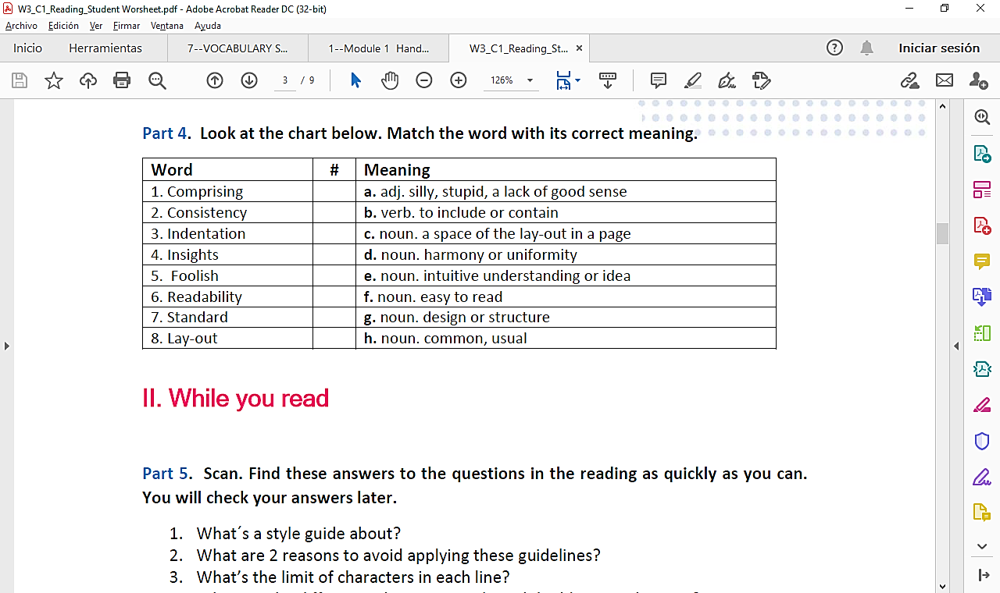 W3_C1_Reading_Student Worsheet.pdf - Adobe Acrobat Reader DC (32-bit)
Archivo Edición Ver Firmar Ventana Ayuda
Inicio Herramientas 7--VOCABULARY S... 1--Module 1 Hand... W3_C1_Reading_St... × Iniciar sesión
3 / 9 126%
Part 4. Look at the chart below. Match the word with its correct meaning.
Word # Meaning
1. Comprising a. adj. silly, stupid, a lack of good sense
2. Consistency b. verb. to include or contain
3. Indentation c. noun. a space of the lay-out in a page
4. Insights d. noun. harmony or uniformity
5. Foolish e. noun. intuitive understanding or idea
6. Readability f. noun. easy to read
7. Standard g. noun. design or structure
8. Lay-out h. noun. common, usual
II. While you read
Part 5. Scan. Find these answers to the questions in the reading as quickly as you can.
You will check your answers later.
1. What´s a style guide about?
2. What are 2 reasons to avoid applying these guidelines?
3. What's the limit of characters in each line?